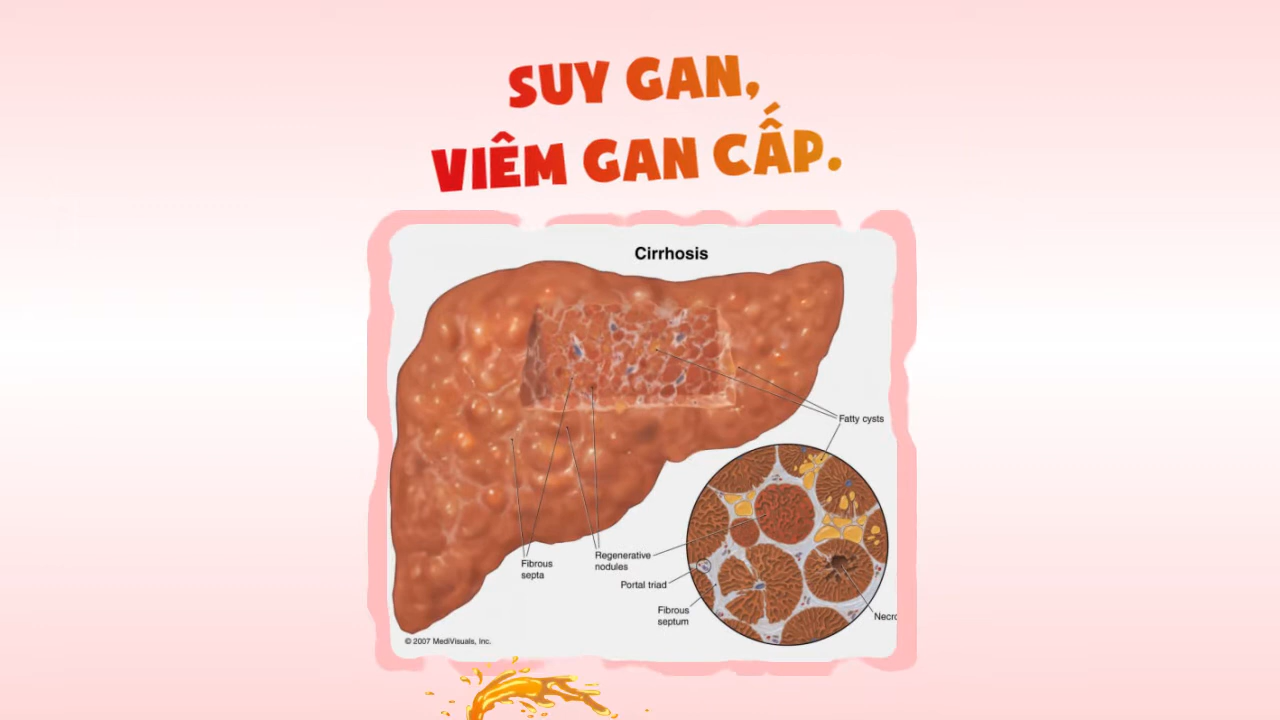 SUY GAN,
VIÊM GAN CẤP.
Cirrhosis
Fatty cysts
Fibrous
septa
Regenerative
nodules
Portal triad
Fibrous
septum
© 2007 MediVisuals, Inc.